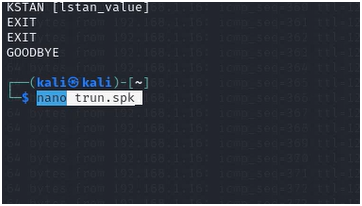 KSTAN [lstan_value]
EXIT
EXIT
GOODBYE
┌──(kali㉿kali)-[~]
└─$ nano trun.spk